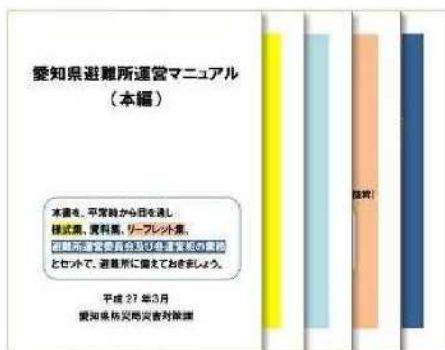 愛知県避難所運営マニュアル
（本編）
本書を、平常時から目を通し
様式集、資料集、リーフレット集、
避難所運営委員会及び各運営班の業務
とセットで、避難所に備えておきましょう。
平成27年3月
愛知県防災局災害対策課